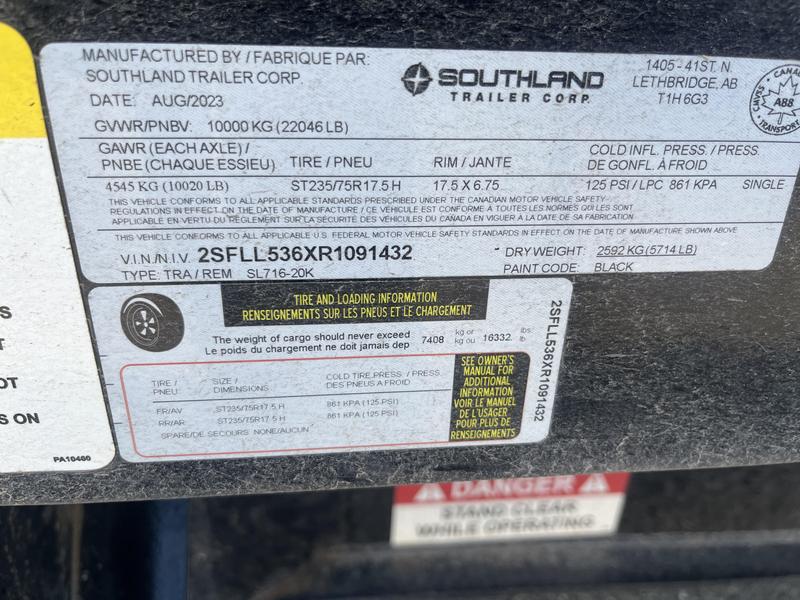 MANUFACTURED BY / FABRIQUE PAR:
SOUTHLAND TRAILER CORP.
SOUTHLAND
TRAILER CORP.
1405 - 41ST. N.
LETHBRIDGE, AB
T1H 6G3
CANADA
A88
TRANSPORT
DATE: AUG/2023
GVWR/PNBV: 10000 KG (22046 LB)
GAWR (EACH AXLE) /
PNBE (CHAQUE ESSIEU)
TIRE / PNEU
RIM / JANTE
COLD INFL. PRESS. / PRESS.
DE GONFL. À FROID
4545 KG (10020 LB) ST235/75R17.5 H 17.5 X 6.75 125 PSI / LPC 861 KPA SINGLE
THIS VEHICLE CONFORMS TO ALL APPLICABLE STANDARDS PRESCRIBED UNDER THE CANADIAN MOTOR VEHICLE SAFETY
REGULATIONS IN EFFECT ON THE DATE OF MANUFACTURE / CE VÉHICULE EST CONFORME À TOUTES LES NORMES QUI LES SONT
APPLICABLE EN VERTU DU RÈGLEMENT SUR LA SÉCURITÉ DES VÉHICULES DU CANADA EN VIGUER À LA DATE DE SA FABRICATION
THIS VEHICLE CONFORMS TO ALL APPLICABLE U.S. FEDERAL MOTOR VEHICLE SAFETY STANDARDS IN EFFECT ON THE DATE OF MANUFACTURE SHOWN ABOVE
V.I.N./N.I.V. 2SFLL536XR1091432 DRY WEIGHT: 2592 KG (5714 LB)
TYPE: TRA / REM SL716-20K PAINT CODE: BLACK
TIRE AND LOADING INFORMATION
RENSEIGNEMENTS SUR LES PNEUS ET LE CHARGEMENT
The weight of cargo should never exceed
Le poids du chargement ne doit jamais dep
7408 kg or
kg ou 16332 lbs
lb
TIRE /
PNEU
SIZE /
DIMENSIONS
COLD TIRE PRESS. / PRESS.
DES PNEUS A FROID
FR/AV ST235/75R17.5 H 861 KPA (125 PSI)
RR/AR ST235/75R17.5 H 861 KPA (125 PSI)
SPARE/DE SECOURS NONE/AUCUN
SEE OWNER'S
MANUAL FOR
ADDITIONAL
INFORMATION
VOIR LE MANUEL
DE L'USAGER
POUR PLUS DE
RENSEIGNEMENTS
2SFLL536XR1091432
S
T
OT
S ON
PA10400
DANGER
STAND CLEAR
WHILE OPERATING